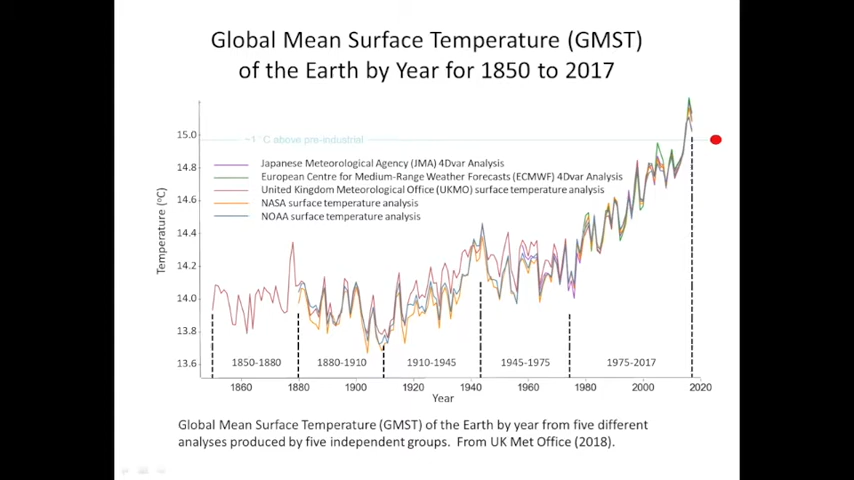 Global Mean Surface Temperature (GMST)
of the Earth by Year for 1850 to 2017
15.0
~1 °C above pre-industrial
14.8
14.6
14.4
14.2
14.0
13.8
13.6
Temperature (°C)
Japanese Meteorological Agency (JMA) 4Dvar Analysis
European Centre for Medium-Range Weather Forecasts (ECMWF) 4Dvar Analysis
United Kingdom Meteorological Office (UKMO) surface temperature analysis
NASA surface temperature analysis
NOAA surface temperature analysis
1850-1880 1880-1910 1910-1945 1945-1975 1975-2017
1860 1880 1900 1920 1940 1960 1980 2000 2020
Year
Global Mean Surface Temperature (GMST) of the Earth by year from five different
analyses produced by five independent groups. From UK Met Office (2018).